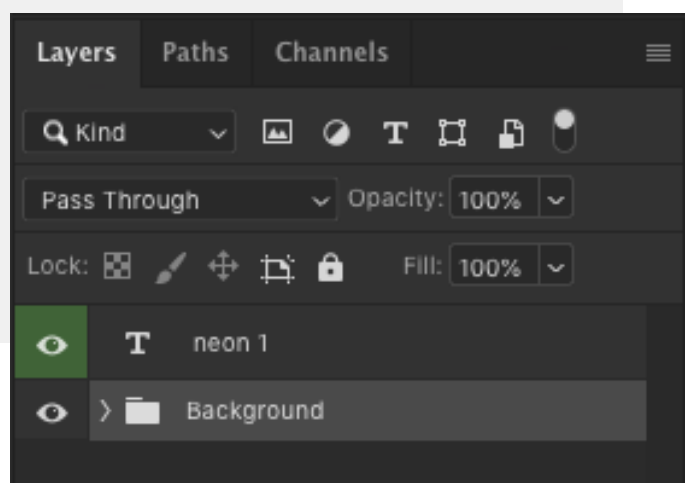 Layers Paths Channels
Kind
Pass Through Opacity: 100%
Lock: Fill: 100%
T neon 1
Background